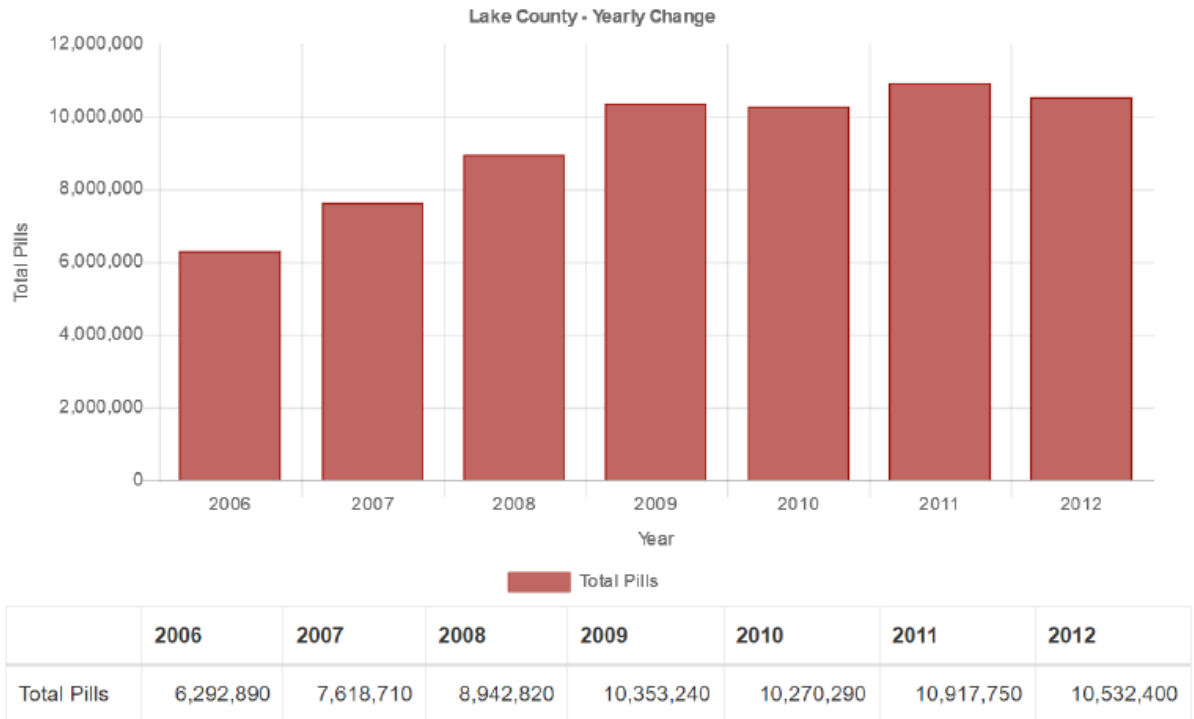 Lake County - Yearly Change
12,000,000
10,000,000
8,000,000
6,000,000
4,000,000
2,000,000
0
Total Pills
2006 2007 2008 2009 2010 2011 2012
Year
Total Pills
2006 2007 2008 2009 2010 2011 2012
Total Pills 6,292,890 7,618,710 8,942,820 10,353,240 10,270,290 10,917,750 10,532,400